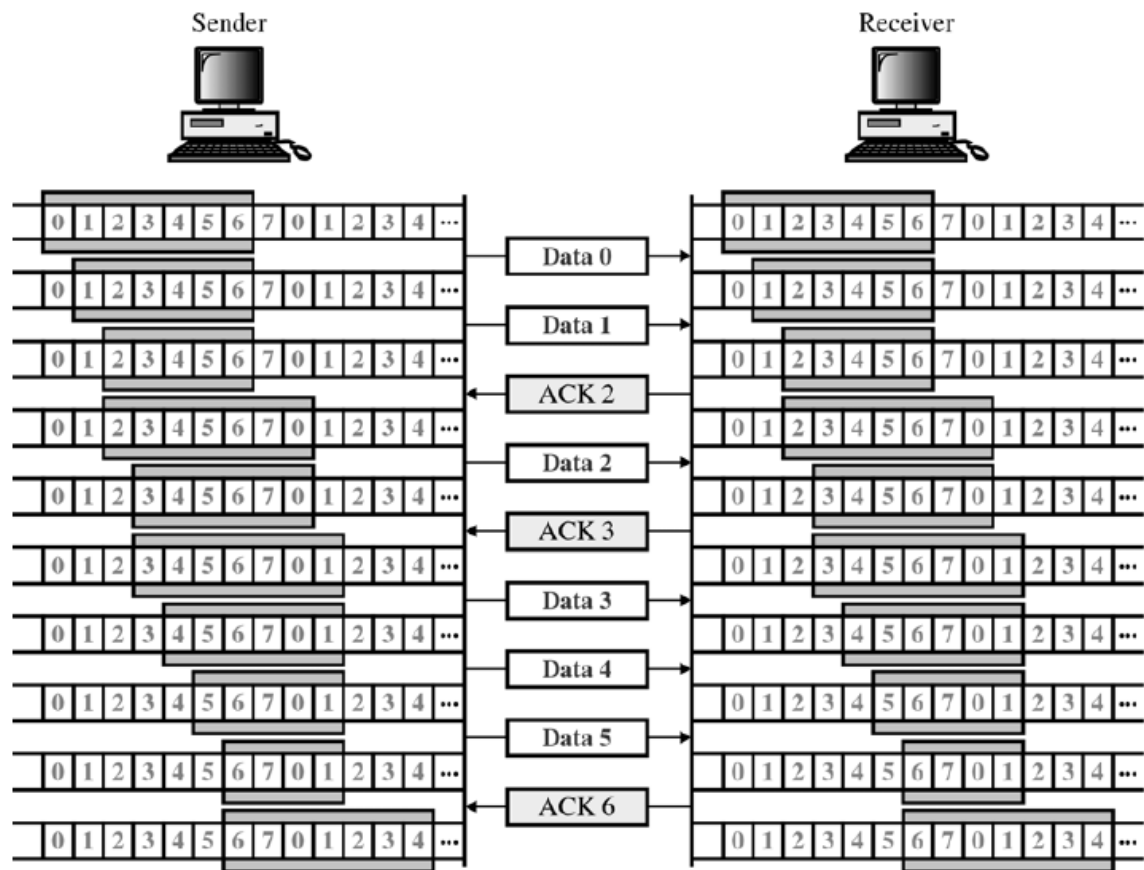 Sender Receiver
0 1 2 3 4 5 6 7 0 1 2 3 4 ... 0 1 2 3 4 5 6 7 0 1 2 3 4 ...
Data 0
0 1 2 3 4 5 6 7 0 1 2 3 4 ... 0 1 2 3 4 5 6 7 0 1 2 3 4 ...
Data 1
0 1 2 3 4 5 6 7 0 1 2 3 4 ... 0 1 2 3 4 5 6 7 0 1 2 3 4 ...
ACK 2
0 1 2 3 4 5 6 7 0 1 2 3 4 ... 0 1 2 3 4 5 6 7 0 1 2 3 4 ...
Data 2
0 1 2 3 4 5 6 7 0 1 2 3 4 ... 0 1 2 3 4 5 6 7 0 1 2 3 4 ...
ACK 3
0 1 2 3 4 5 6 7 0 1 2 3 4 ... 0 1 2 3 4 5 6 7 0 1 2 3 4 ...
Data 3
0 1 2 3 4 5 6 7 0 1 2 3 4 ... 0 1 2 3 4 5 6 7 0 1 2 3 4 ...
Data 4
0 1 2 3 4 5 6 7 0 1 2 3 4 ... 0 1 2 3 4 5 6 7 0 1 2 3 4 ...
Data 5
0 1 2 3 4 5 6 7 0 1 2 3 4 ... 0 1 2 3 4 5 6 7 0 1 2 3 4 ...
ACK 6
0 1 2 3 4 5 6 7 0 1 2 3 4 ... 0 1 2 3 4 5 6 7 0 1 2 3 4 ...